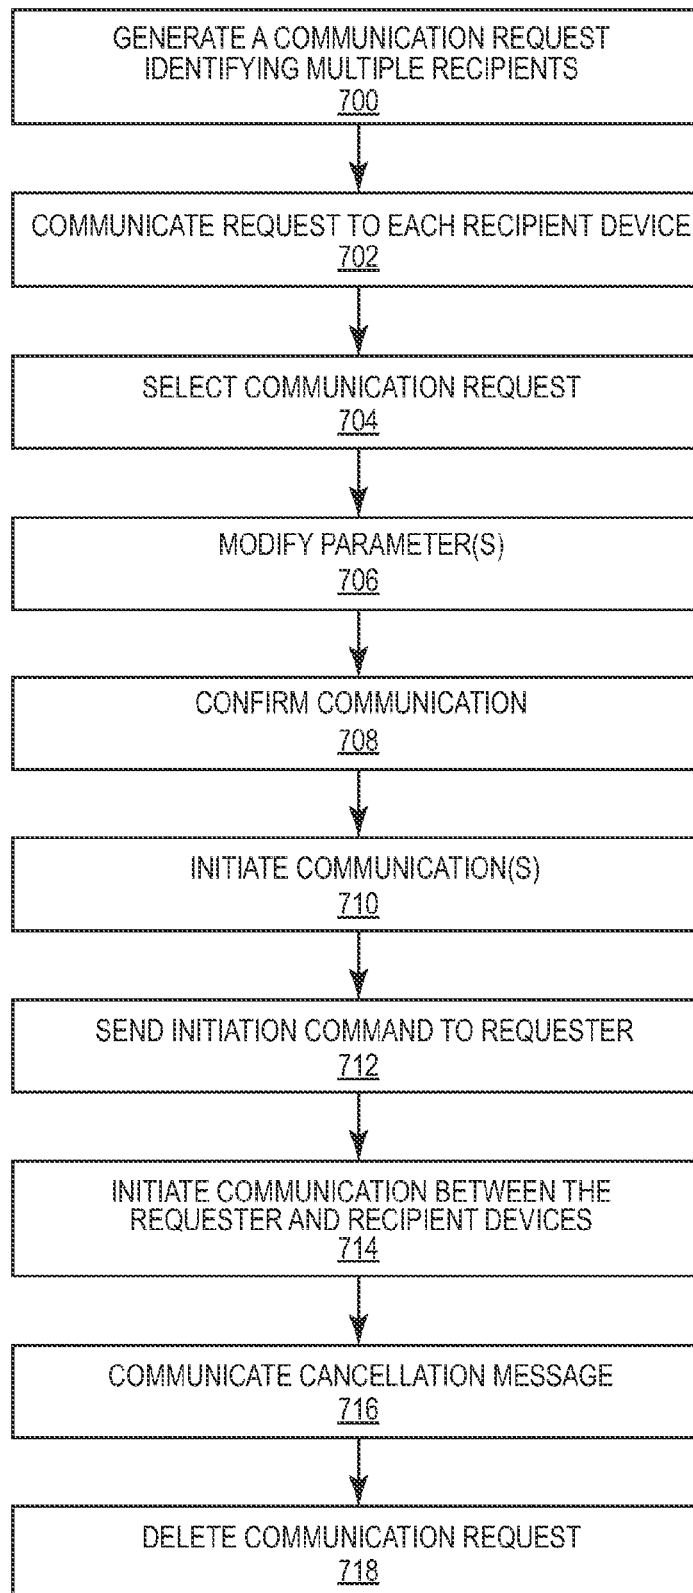 GENERATE A COMMUNICATION REQUEST
IDENTIFYING MULTIPLE RECIPIENTS
700
COMMUNICATE REQUEST TO EACH RECIPIENT DEVICE
702
SELECT COMMUNICATION REQUEST
704
MODIFY PARAMETER(S)
706
CONFIRM COMMUNICATION
708
INITIATE COMMUNICATION(S)
710
SEND INITIATION COMMAND TO REQUESTER
712
INITIATE COMMUNICATION BETWEEN THE
REQUESTER AND RECIPIENT DEVICES
714
COMMUNICATE CANCELLATION MESSAGE
716
DELETE COMMUNICATION REQUEST
718